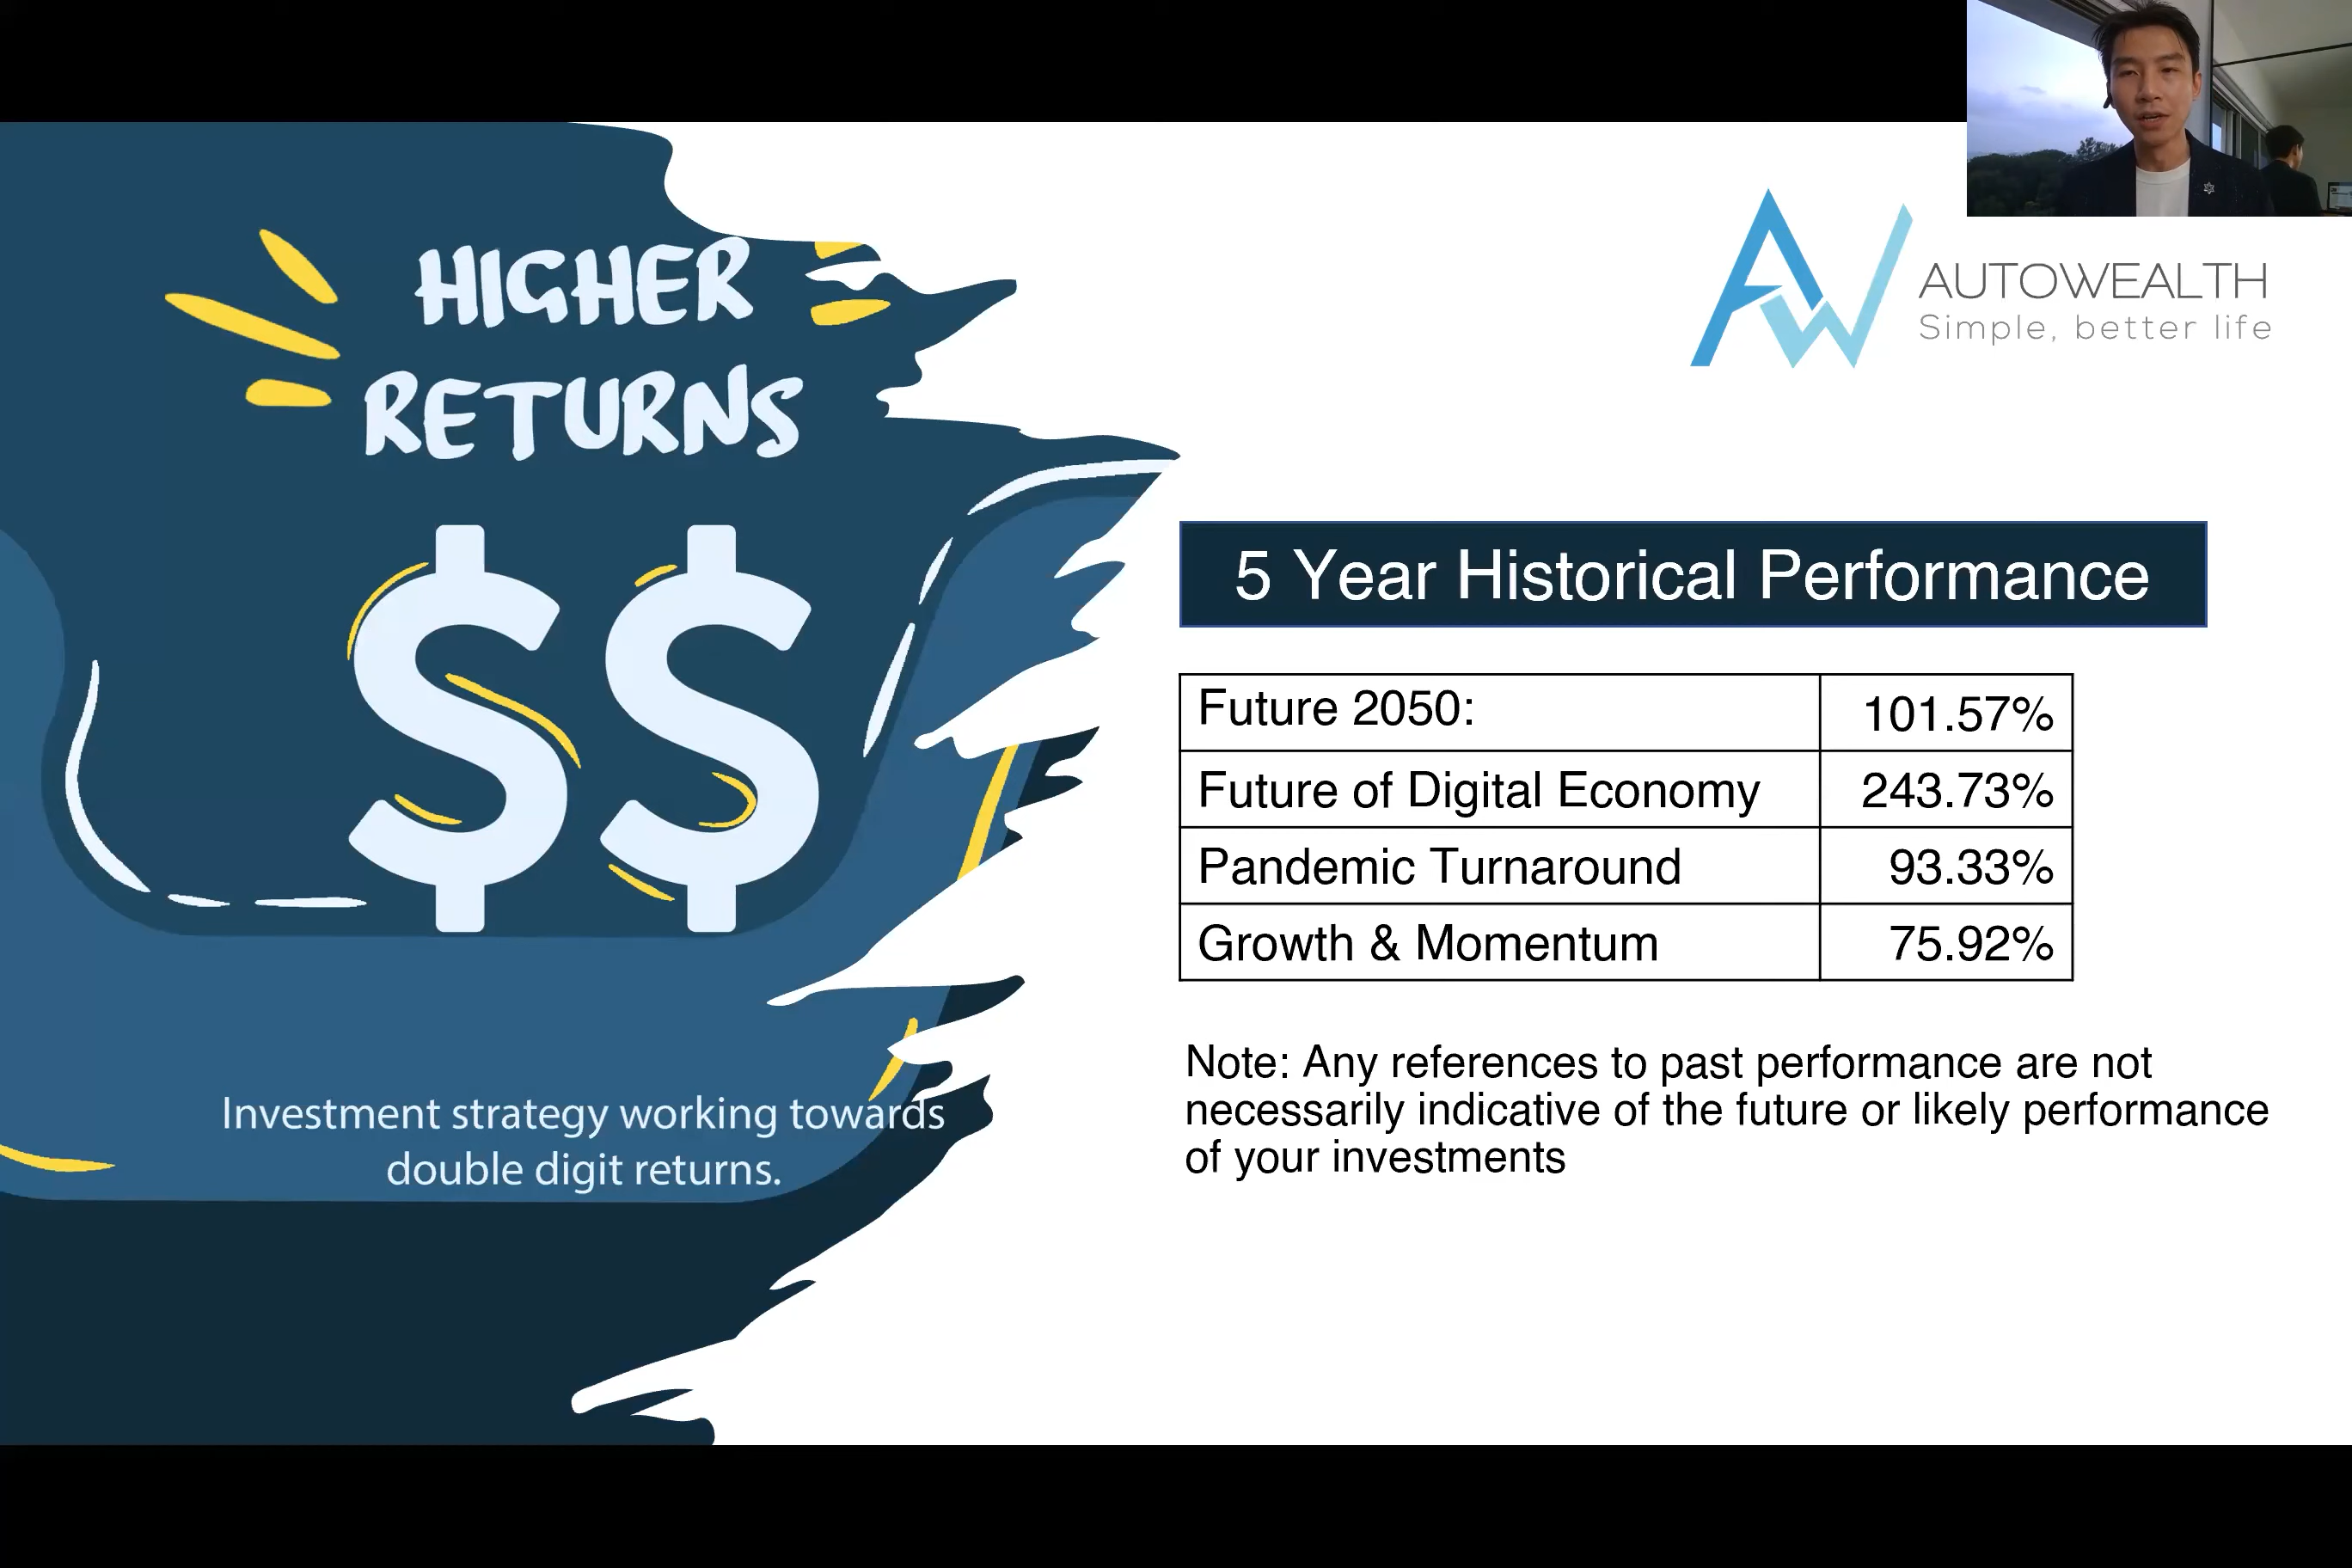 HIGHER
RETURNS
$$
Investment strategy working towards
double digit returns.
AW
AUTOWEALTH
Simple, better life
5 Year Historical Performance
Future 2050: 101.57%
Future of Digital Economy 243.73%
Pandemic Turnaround 93.33%
Growth & Momentum 75.92%
Note: Any references to past performance are not
necessarily indicative of the future or likely performance
of your investments